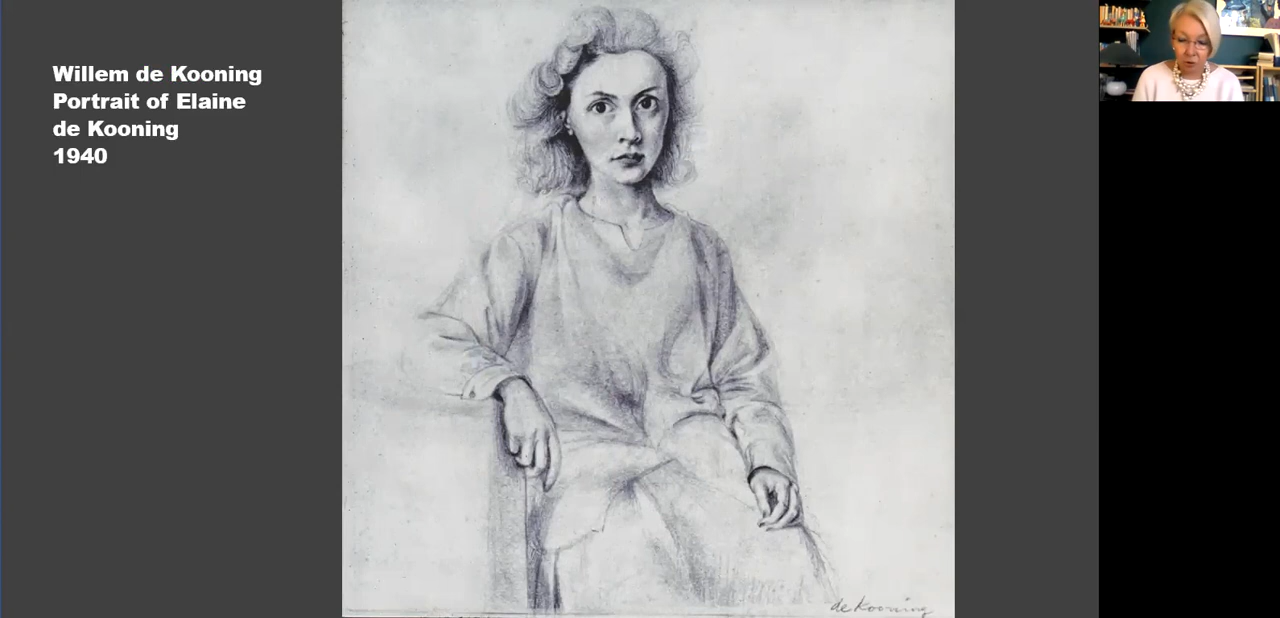 Willem de Kooning
Portrait of Elaine
de Kooning
1940
de Kooning